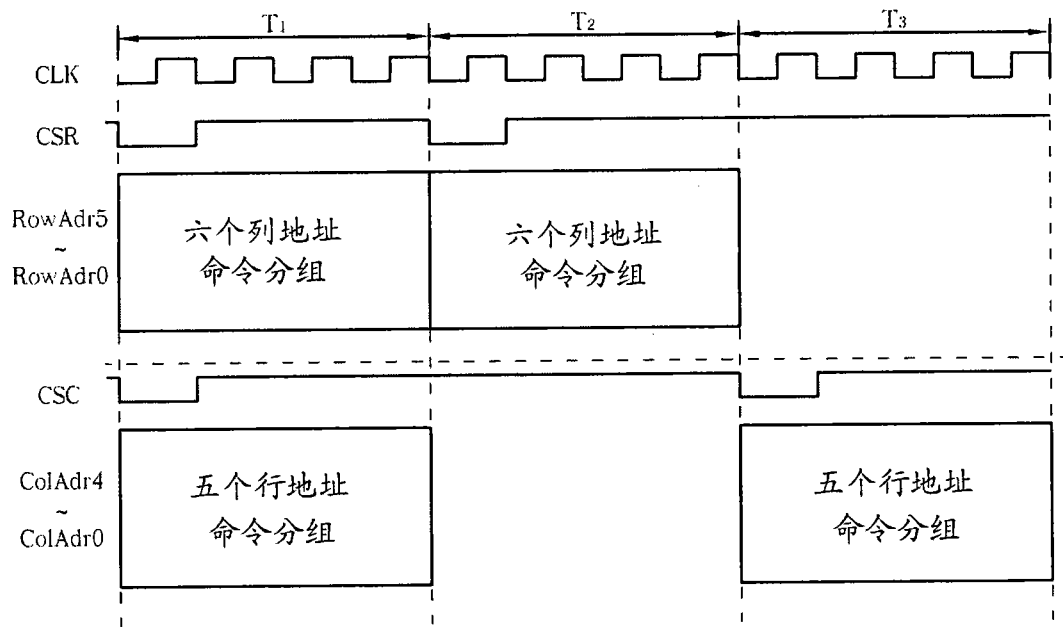 T1
T2
T3
CLK
CSR
RowAdr5
~
RowAdr0
六个列地址
命令分组
六个列地址
命令分组
CSC
ColAdr4
~
ColAdr0
五个行地址
命令分组
五个行地址
命令分组